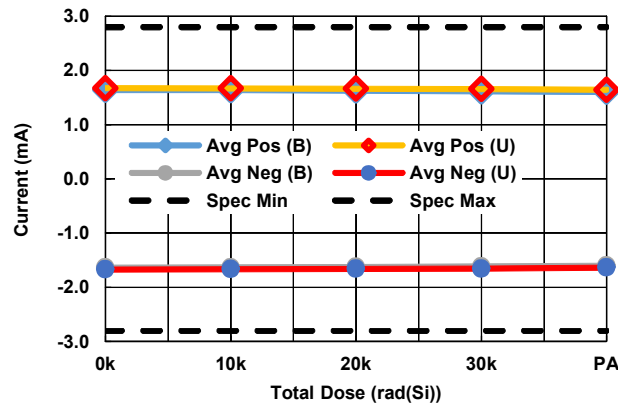 3.0
2.0
1.0
0.0
-1.0
-2.0
-3.0
Current (mA)
Avg Pos (B) Avg Pos (U)
Avg Neg (B) Avg Neg (U)
Spec Min Spec Max
0k 10k 20k 30k PA
Total Dose (rad(Si))